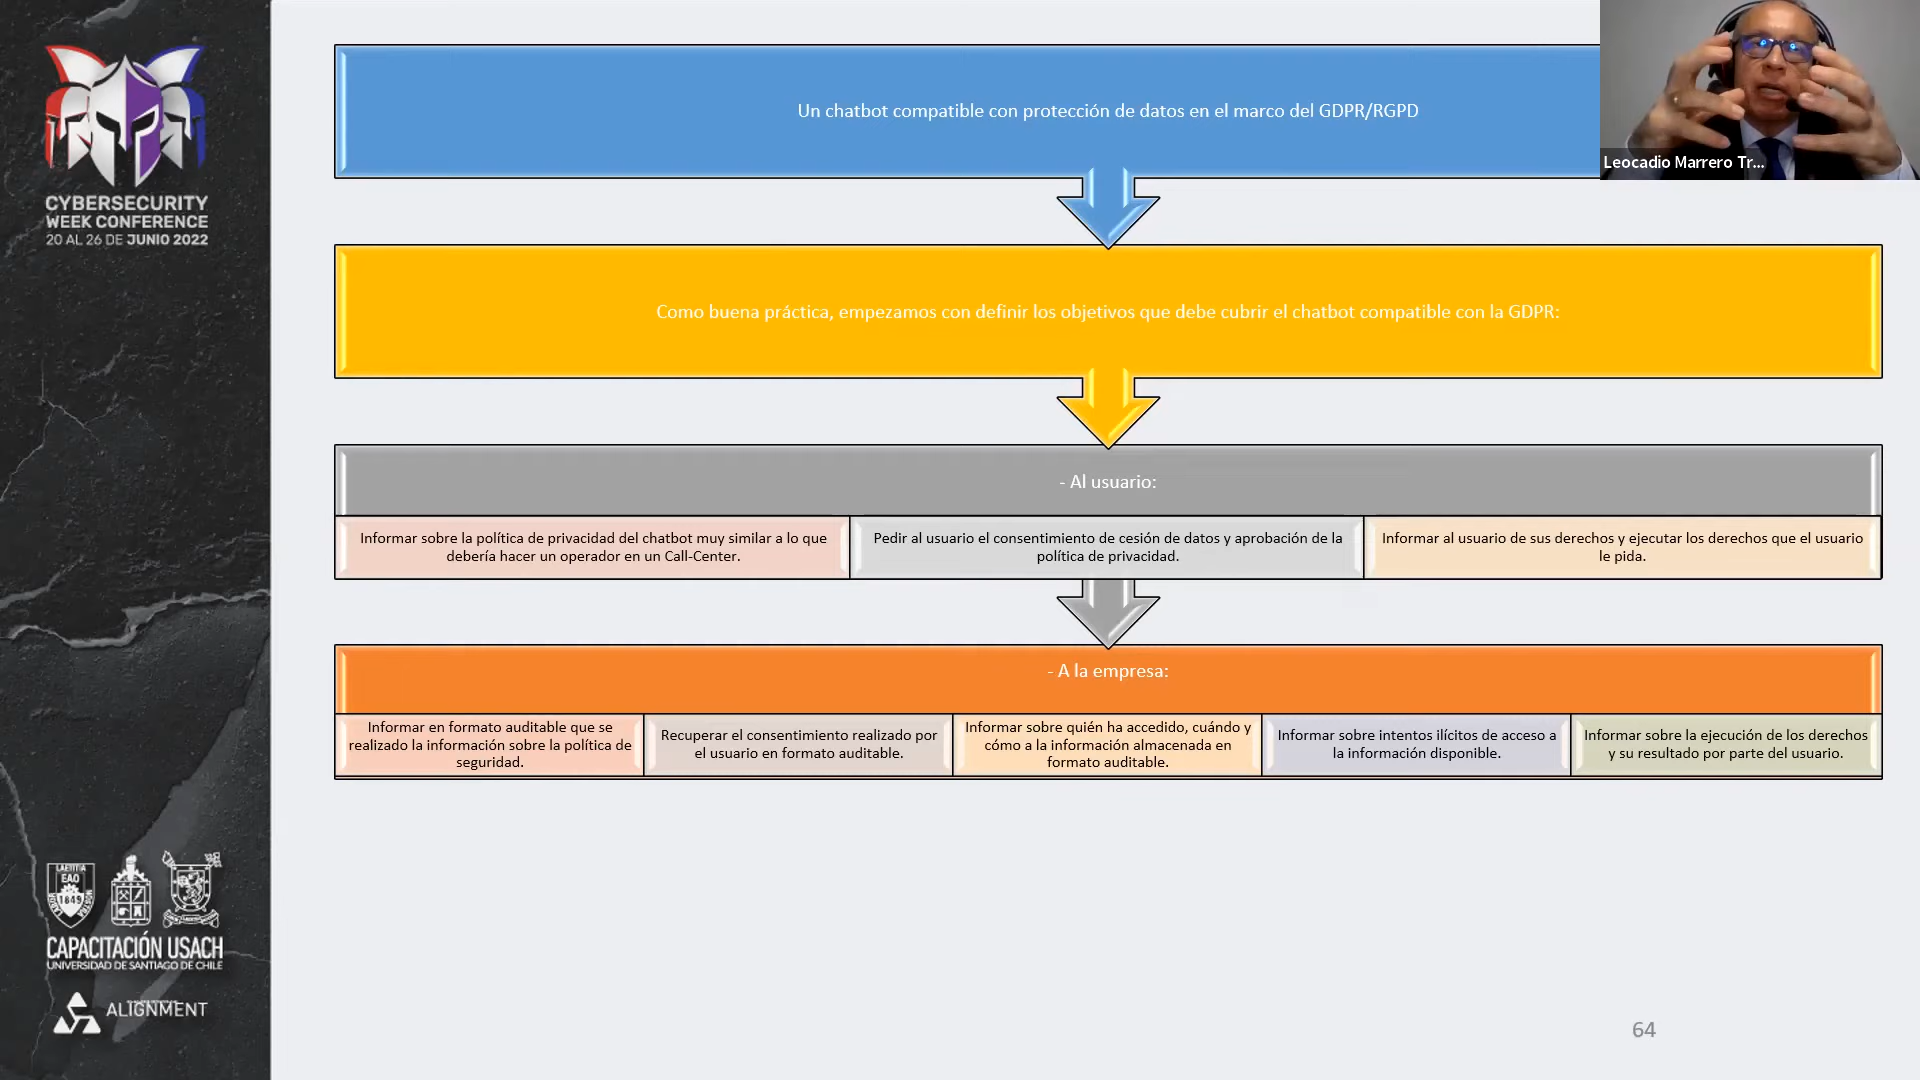 CYBERSECURITY
WEEK CONFERENCE
20 AL 26 DE JUNIO 2022
Un chatbot compatible con protección de datos en el marco del GDPR/RGPD
Leocadio Marrero Tr...
Como buena práctica, empezamos con definir los objetivos que debe cubrir el chatbot compatible con la GDPR:
- Al usuario:
Informar sobre la política de privacidad del chatbot muy similar a lo que
debería hacer un operador en un Call-Center.
Pedir al usuario el consentimiento de cesión de datos y aprobación de la
política de privacidad.
Informar al usuario de sus derechos y ejecutar los derechos que el usuario
le pida.
- A la empresa:
Informar en formato auditable que se
realizado la información sobre la política de
seguridad.
Recuperar el consentimiento realizado por
el usuario en formato auditable.
Informar sobre quién ha accedido, cuándo y
cómo a la información almacenada en
formato auditable.
Informar sobre intentos ilícitos de acceso a
la información disponible.
Informar sobre la ejecución de los derechos
y su resultado por parte del usuario.
EAO
1849
CAPACITACIÓN USACH
UNIVERSIDAD DE SANTIAGO DE CHILE
ALIGNMENT
64